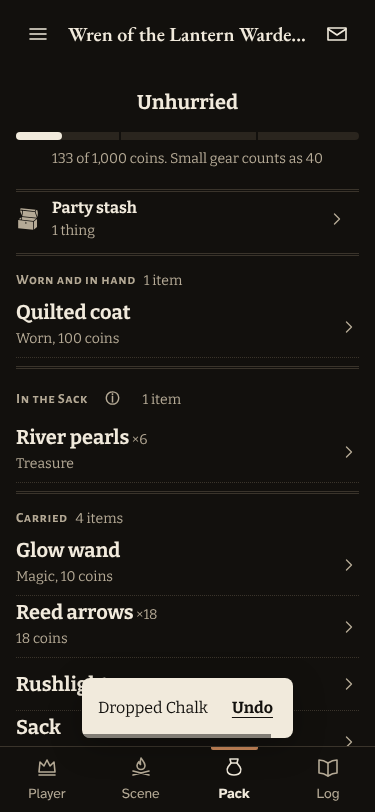 Wren of the Lantern Warde...
Unhurried
133 of 1,000 coins. Small gear counts as 40
Party stash
1 thing
Worn and in hand 1 item
Quilted coat
Worn, 100 coins
In the Sack 1 item
River pearls ×6
Treasure
Carried 4 items
Glow wand
Magic, 10 coins
Reed arrows ×18
18 coins
Rushlight
Dropped Chalk Undo
Sack
Player Scene Pack Log